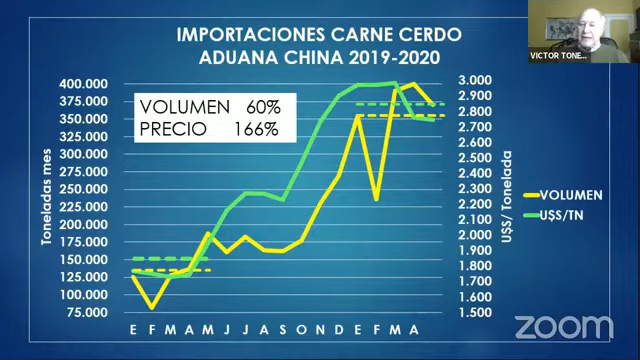 IMPORTACIONES CARNE CERDO
ADUANA CHINA 2019-2020
VICTOR TONE...
VOLUMEN 60%
PRECIO 166%
Toneladas mes
400.000
375.000
350.000
325.000
300.000
275.000
250.000
225.000
200.000
175.000
150.000
125.000
100.000
75.000
3.000
2.900
2.800
2.700
2.600
2.500
2.400
2.300
2.200
2.100
2.000
1.900
1.800
1.700
1.600
1.500
U$S/ Tonelada
VOLUMEN
U$S/TN
E F M A M J J A S O N D E F M A
zoom